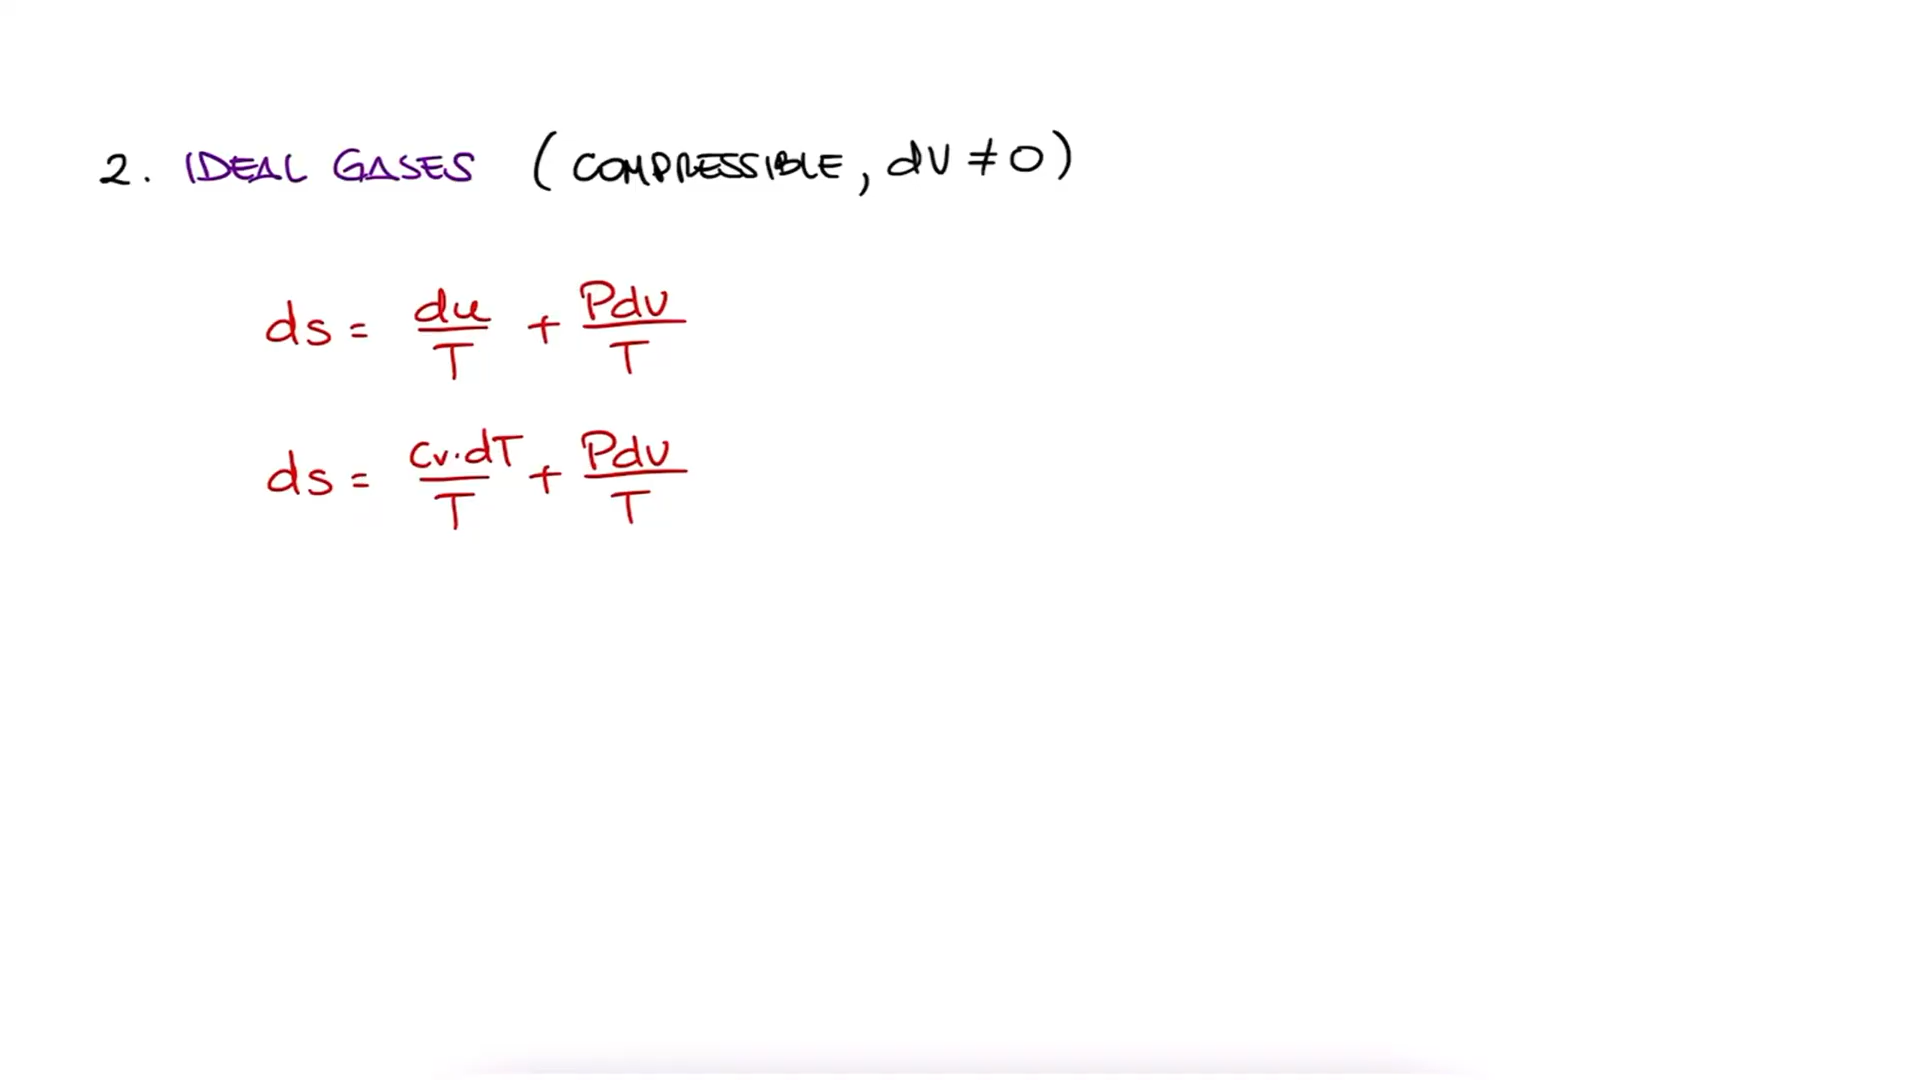 2. IDEAL GASES (COMPRESSIBLE, dv ≠ 0)
ds = du/T + Pdv/T
ds = Cv·dT/T + Pdv/T